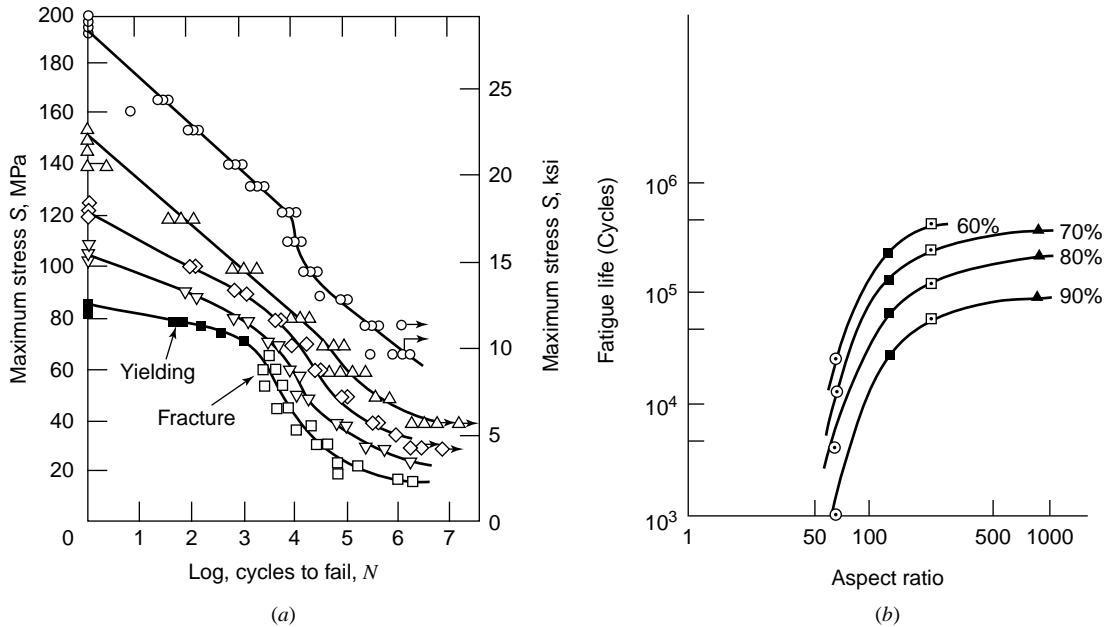 Maximum stress S, MPa
200
180
160
140
120
100
80
60
40
20
0
0 1 2 3 4 5 6 7
Log, cycles to fail, N
Yielding
Fracture
25
20
15
10
5
0
Maximum stress S, ksi
(a)
Fatigue life (Cycles)
10⁶
10⁵
10⁴
10³
60%
70%
80%
90%
1 50 100 500 1000
Aspect ratio
(b)